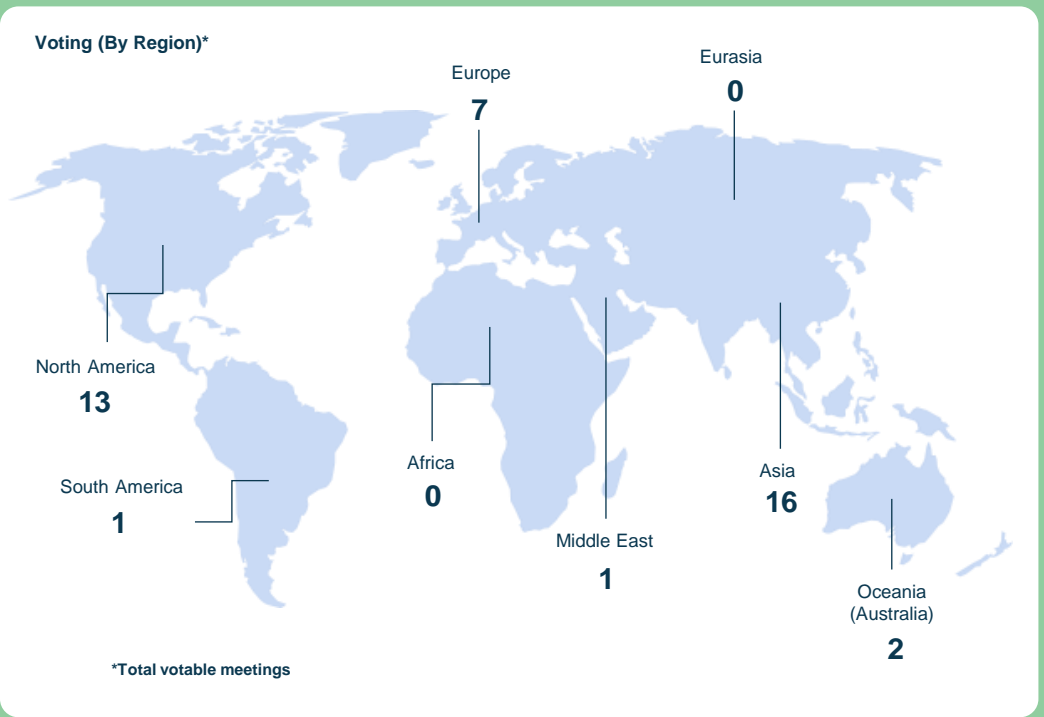 Voting (By Region)*
Europe
7
Eurasia
0
North America
13
South America
1
Africa
0
Middle East
1
Asia
16
Oceania
(Australia)
2
*Total votable meetings